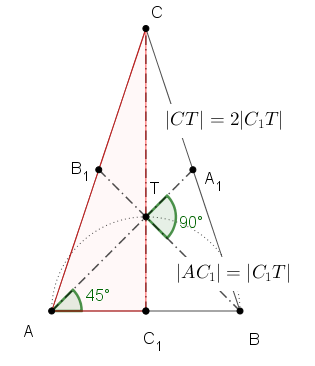 C
|CT| = 2|C₁T|
B₁
A₁
T
90°
|AC₁| = |C₁T|
45°
A
C₁
B